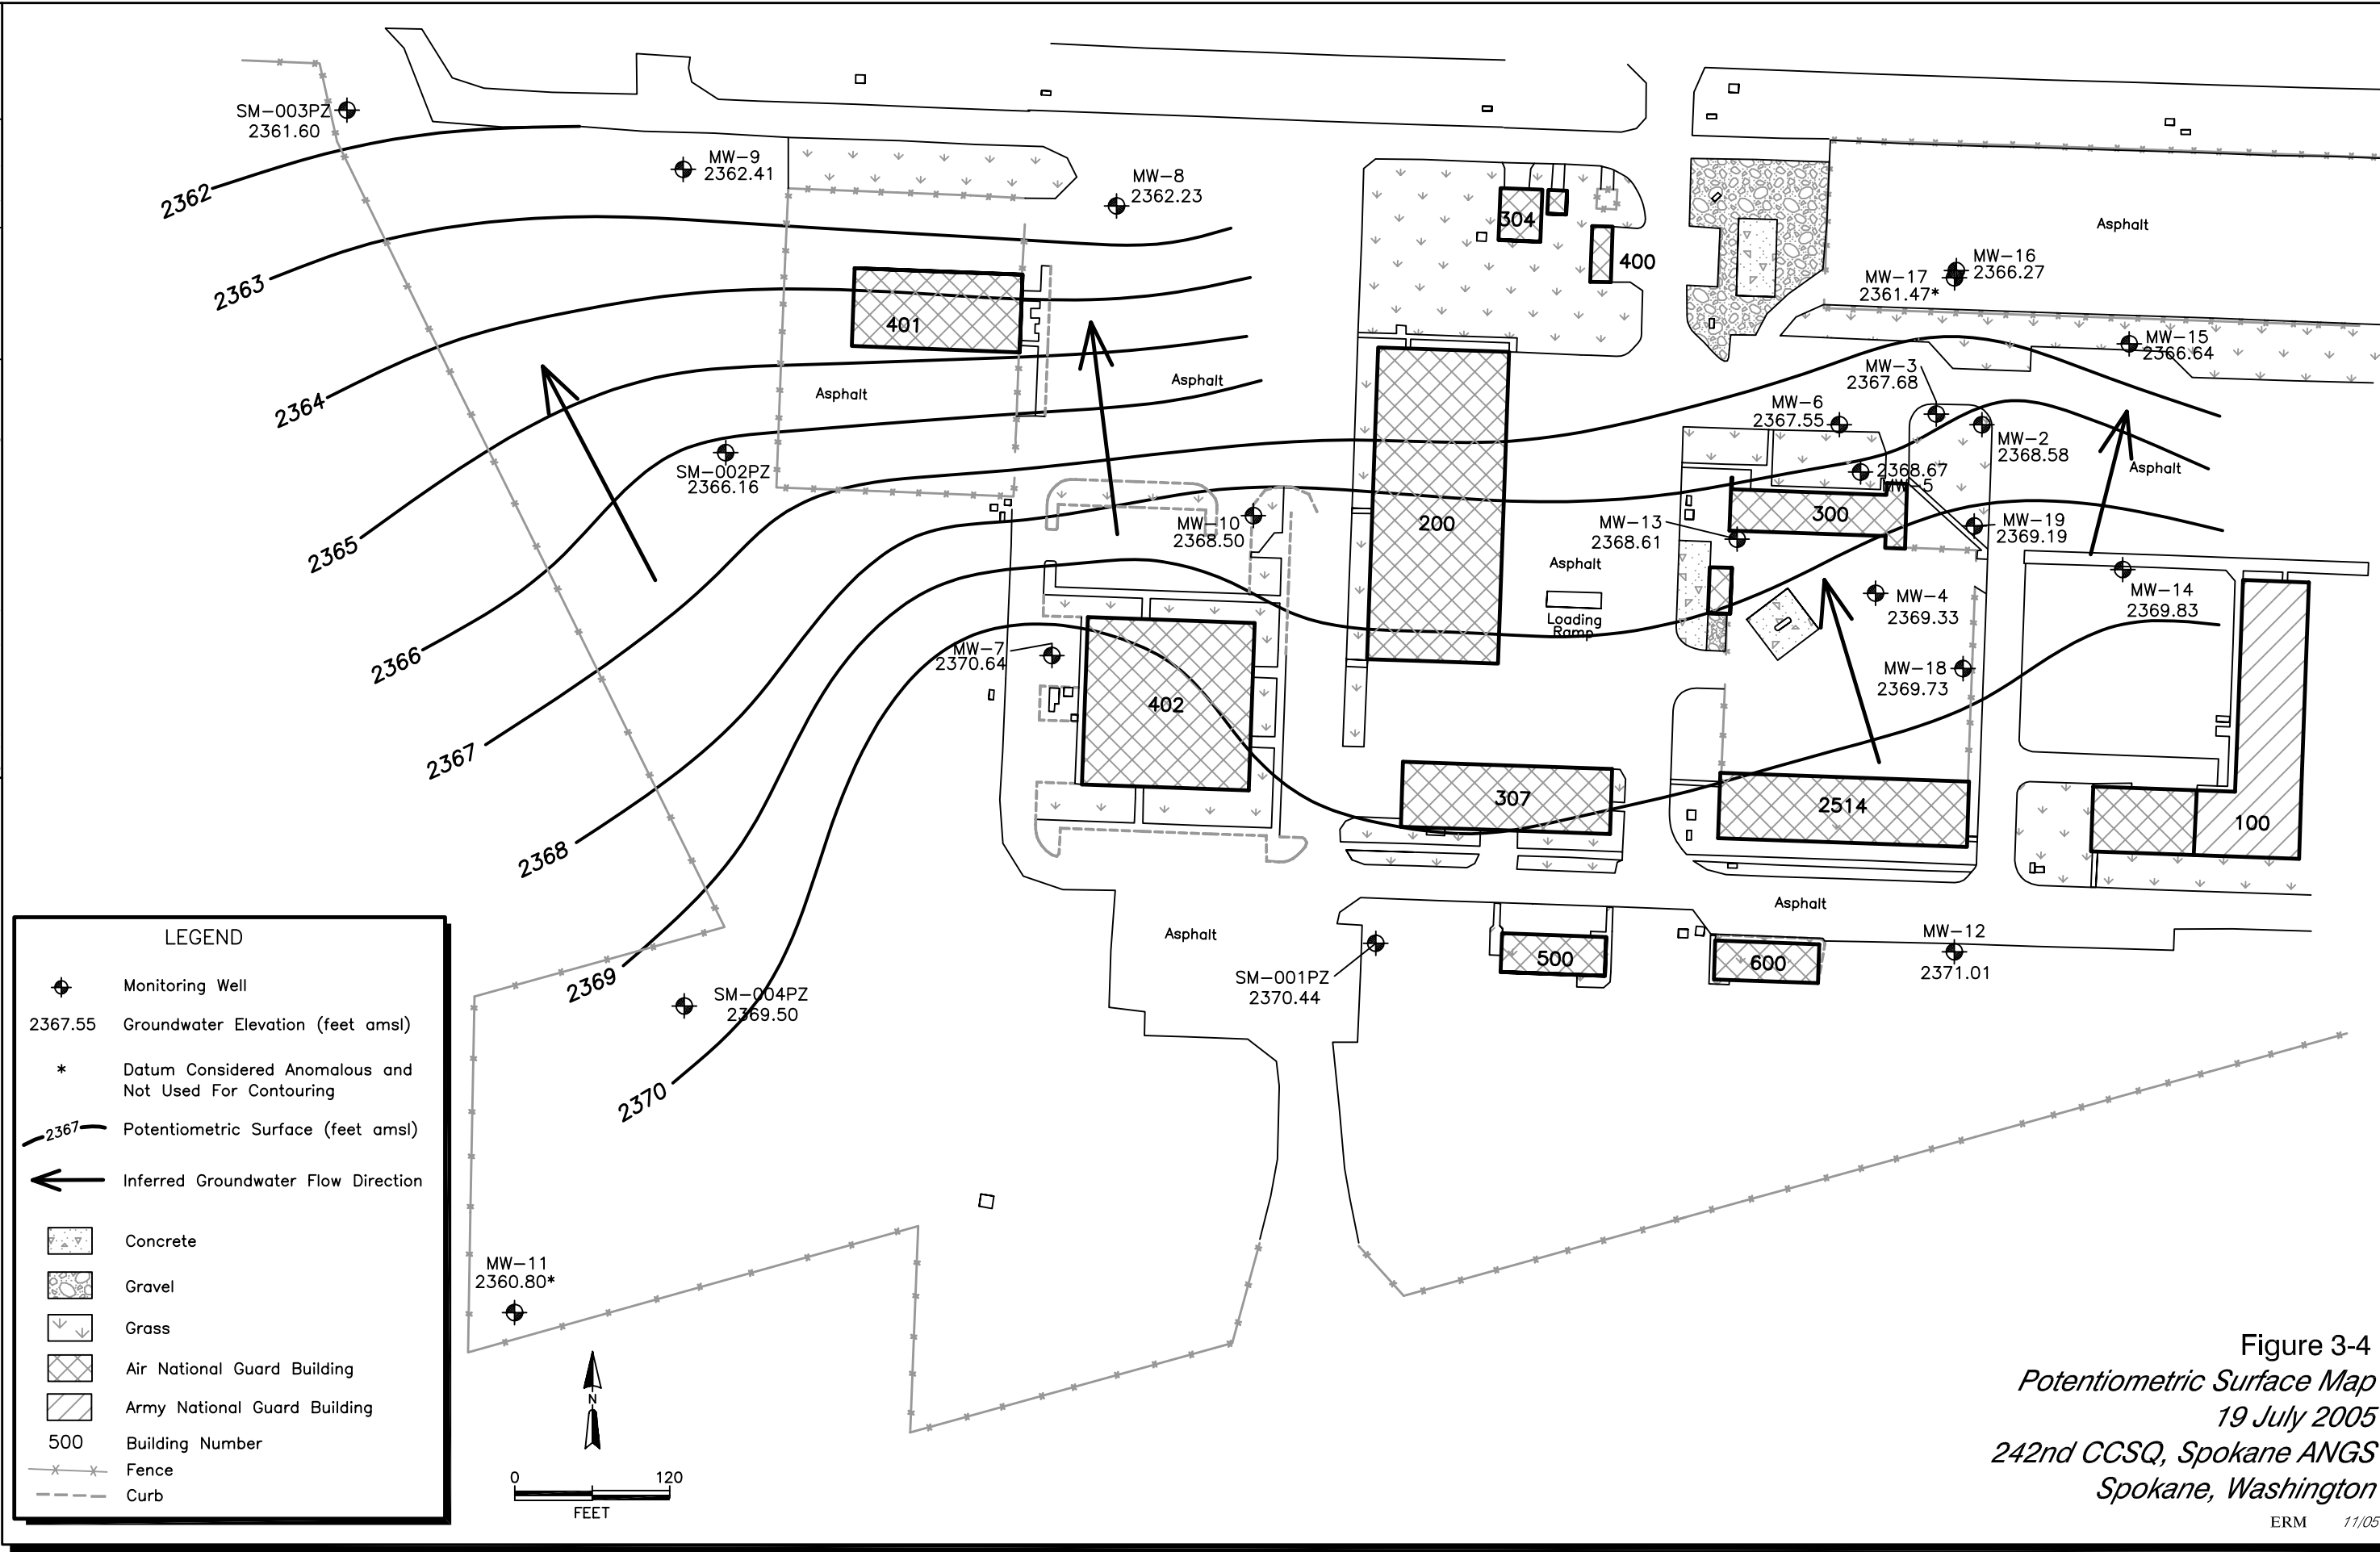 SM-003PZ
2361.60
MW-9
2362.41
MW-8
2362.23
2362
2363
2364
2365
2366
2367
2368
2369
2370
304
400
401
Asphalt
Asphalt
Asphalt
MW-16
2366.27
MW-17
2361.47*
MW-15
2366.64
MW-3
2367.68
MW-6
2367.55
MW-2
2368.58
2368.67
MW-5
Asphalt
SM-002PZ
2366.16
MW-10
2368.50
200
MW-13
2368.61
300
MW-19
2369.19
Asphalt
Loading
Ramp
MW-4
2369.33
MW-14
2369.83
MW-7
2370.64
402
MW-18
2369.73
307
2514
100
Asphalt
Asphalt
SM-004PZ
2369.50
SM-001PZ
2370.44
500
600
MW-12
2371.01
MW-11
2360.80*
LEGEND
Monitoring Well
2367.55 Groundwater Elevation (feet amsl)
* Datum Considered Anomalous and
Not Used For Contouring
2367 Potentiometric Surface (feet amsl)
Inferred Groundwater Flow Direction
Concrete
Gravel
Grass
Air National Guard Building
Army National Guard Building
500 Building Number
Fence
Curb
N
0 120
FEET
Figure 3-4
Potentiometric Surface Map
19 July 2005
242nd CCSQ, Spokane ANGS
Spokane, Washington
ERM 11/05